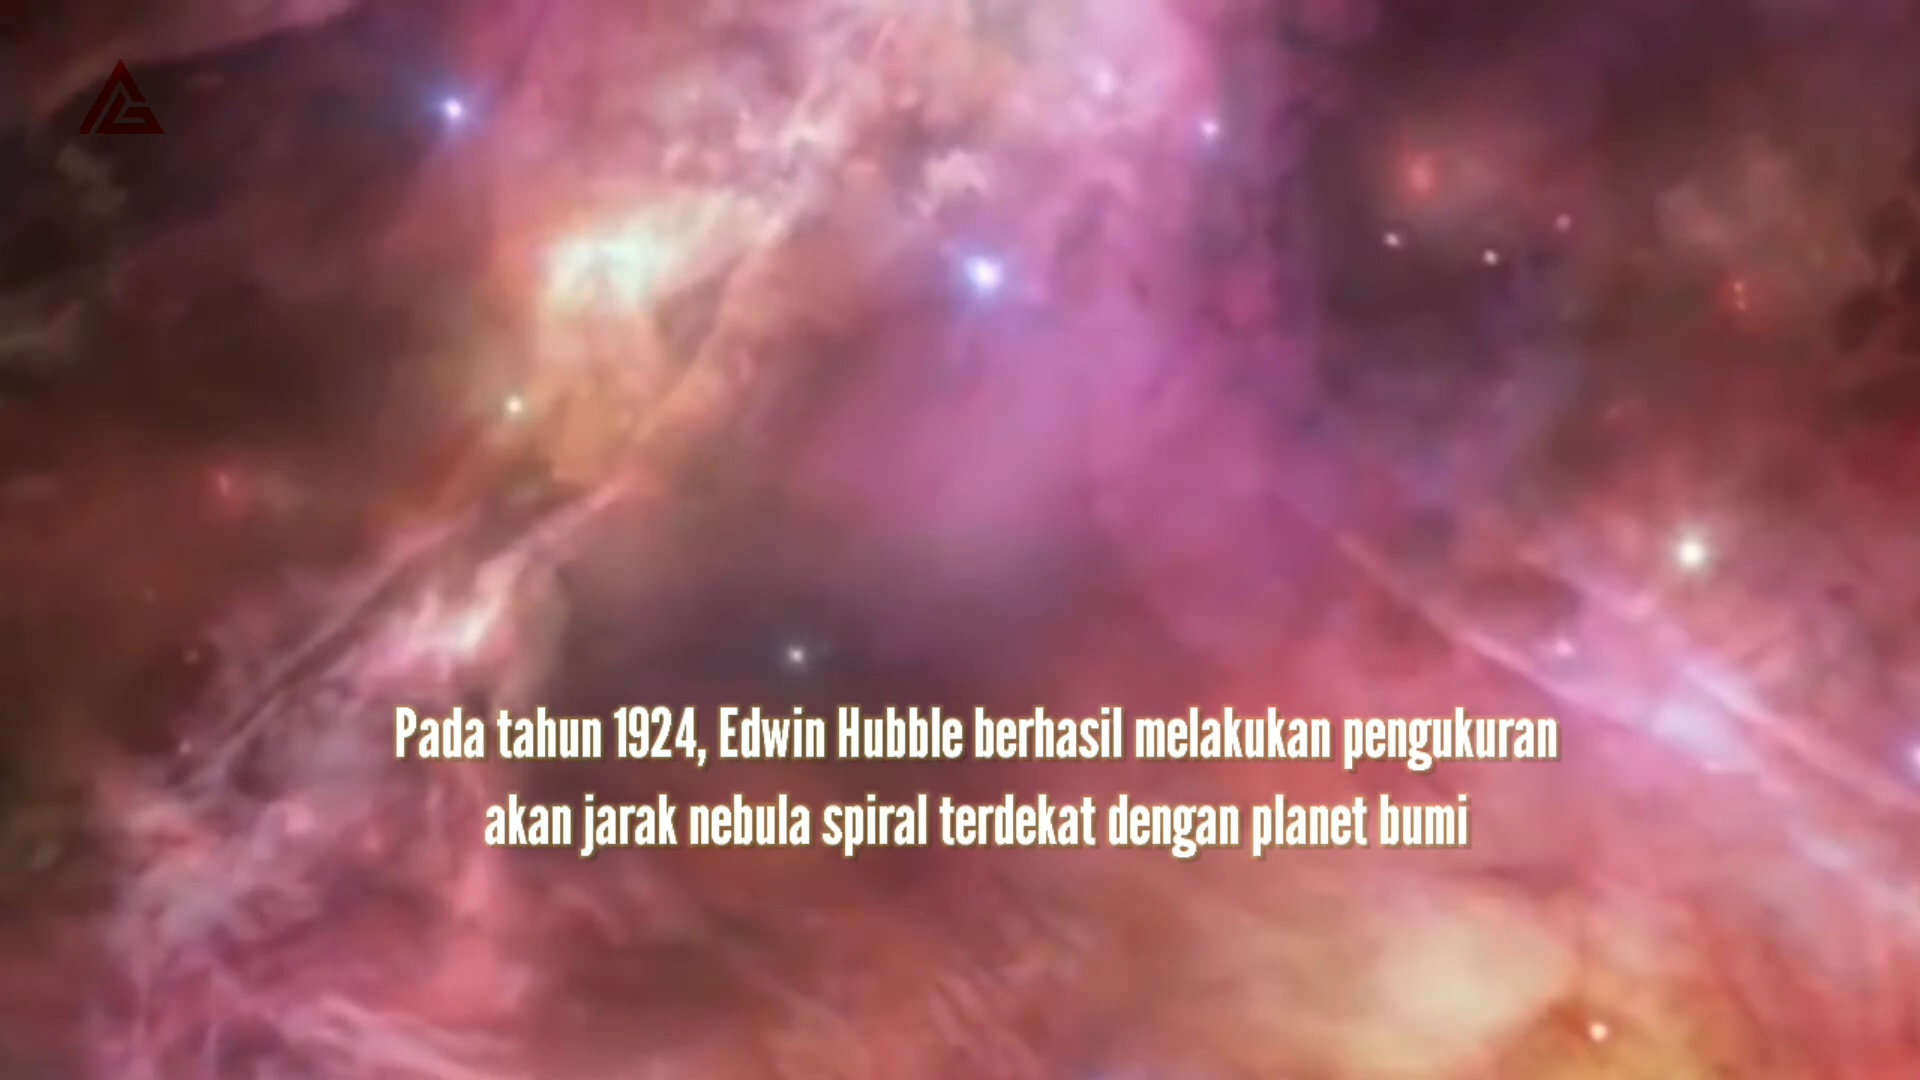 Pada tahun 1924, Edwin Hubble berhasil melakukan pengukuran
akan jarak nebula spiral terdekat dengan planet bumi